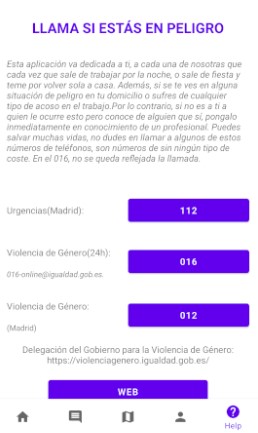 LLAMA SI ESTÁS EN PELIGRO
Esta aplicación va dedicada a ti, a cada una de nosotras que
cada vez que sale de trabajar por la noche, o sale de fiesta y
teme por volver sola a casa. Además, si se te ves en alguna
situación de peligro en tu domicilio o sufres de cualquier
tipo de acoso en el trabajo.Por lo contrario, si no es a ti a
quien le ocurre esto pero conoce de alguien que sí, pongalo
inmediatamente en conocimiento de un profesional. Puedes
salvar muchas vidas, no dudes en llamar a algunos de estos
números de teléfonos, son números de sin ningún tipo de
coste. En el 016, no se queda reflejada la llamada.
Urgencias(Madrid):
112
Violencia de Género(24h):
016
016-online@igualdad.gob.es.
Violencia de Género:
012
(Madrid)
Delegación del Gobierno para la Violencia de Género:
https://violenciagenero.igualdad.gob.es/
WEB
Help